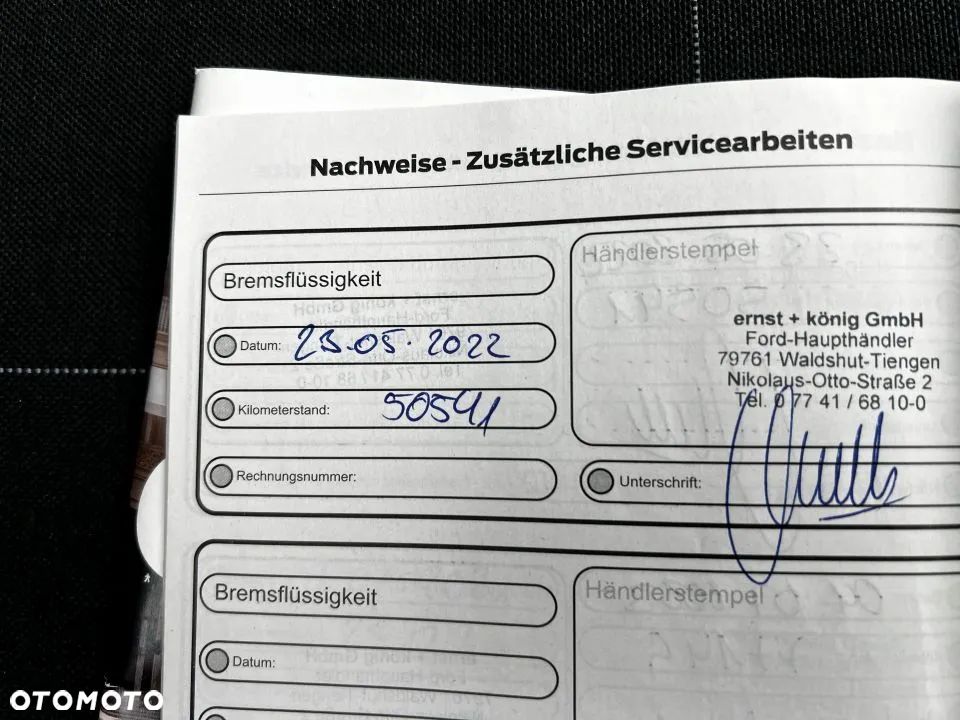 Nachweise - Zusätzliche Servicearbeiten
Bremsflüssigkeit
Händlerstempel
Datum: 23.05.2022
ernst + könig GmbH
Ford-Haupthändler
79761 Waldshut-Tiengen
Nikolaus-Otto-Straße 2
Tel. 0 77 41 / 68 10-0
Kilometerstand: 50541
Rechnungsnummer:
Unterschrift:
Bremsflüssigkeit
Händlerstempel
Datum:
OTOMOTO